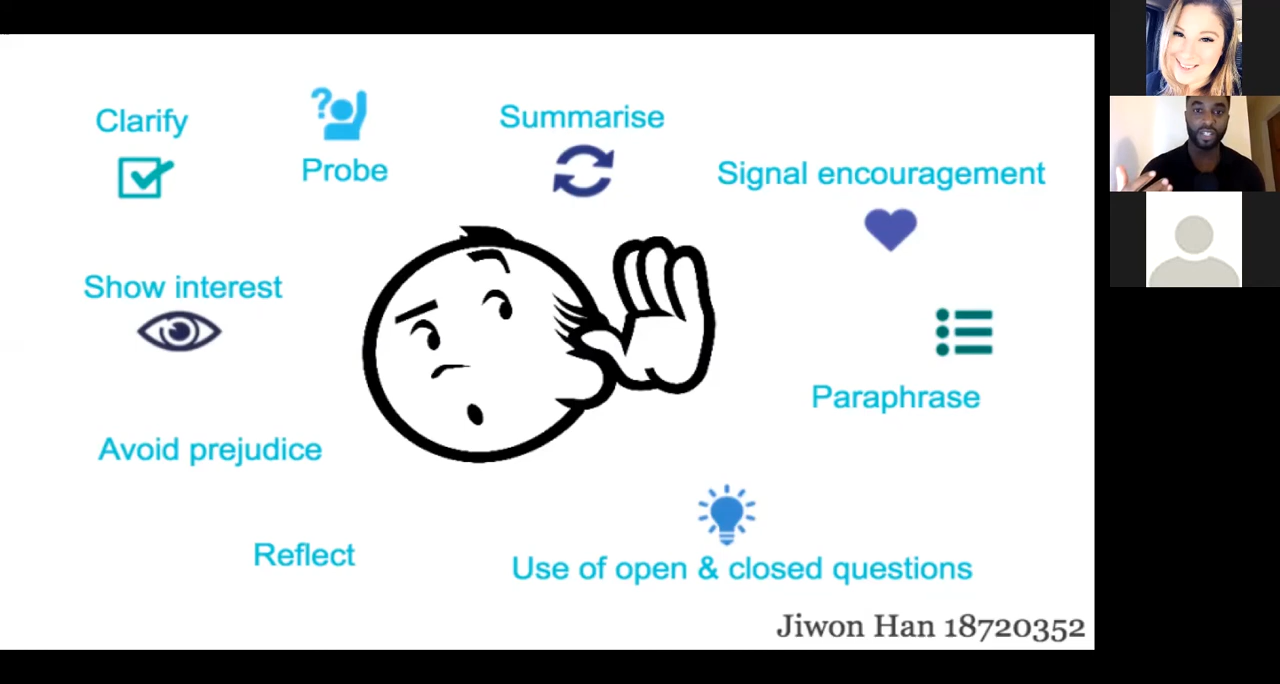 Clarify
Probe
Summarise
Signal encouragement
Show interest
Paraphrase
Avoid prejudice
Reflect
Use of open & closed questions
Jiwon Han 18720352